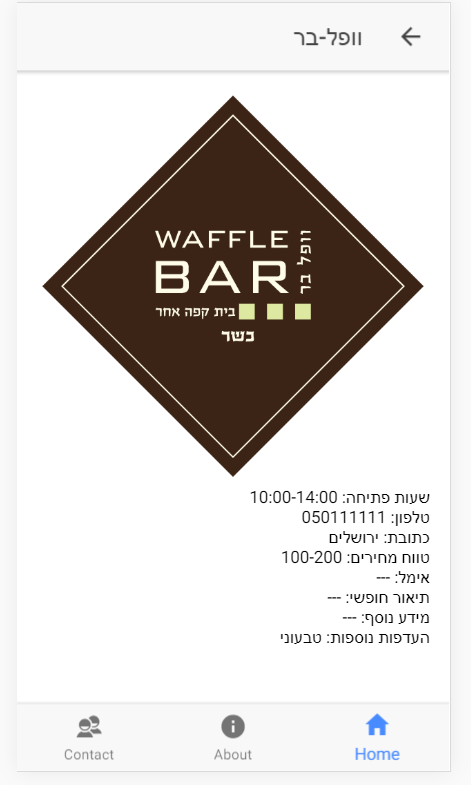 וופל-בר
WAFFLE
BAR
וופל בר
בית קפה אחר
כשר
שעות פתיחה: 10:00-14:00
טלפון: 050111111
כתובת: ירושלים
טווח מחירים: 100-200
אימל: ---
תיאור חופשי: ---
מידע נוסף: ---
העדפות נוספות: טבעוני
Contact
About
Home